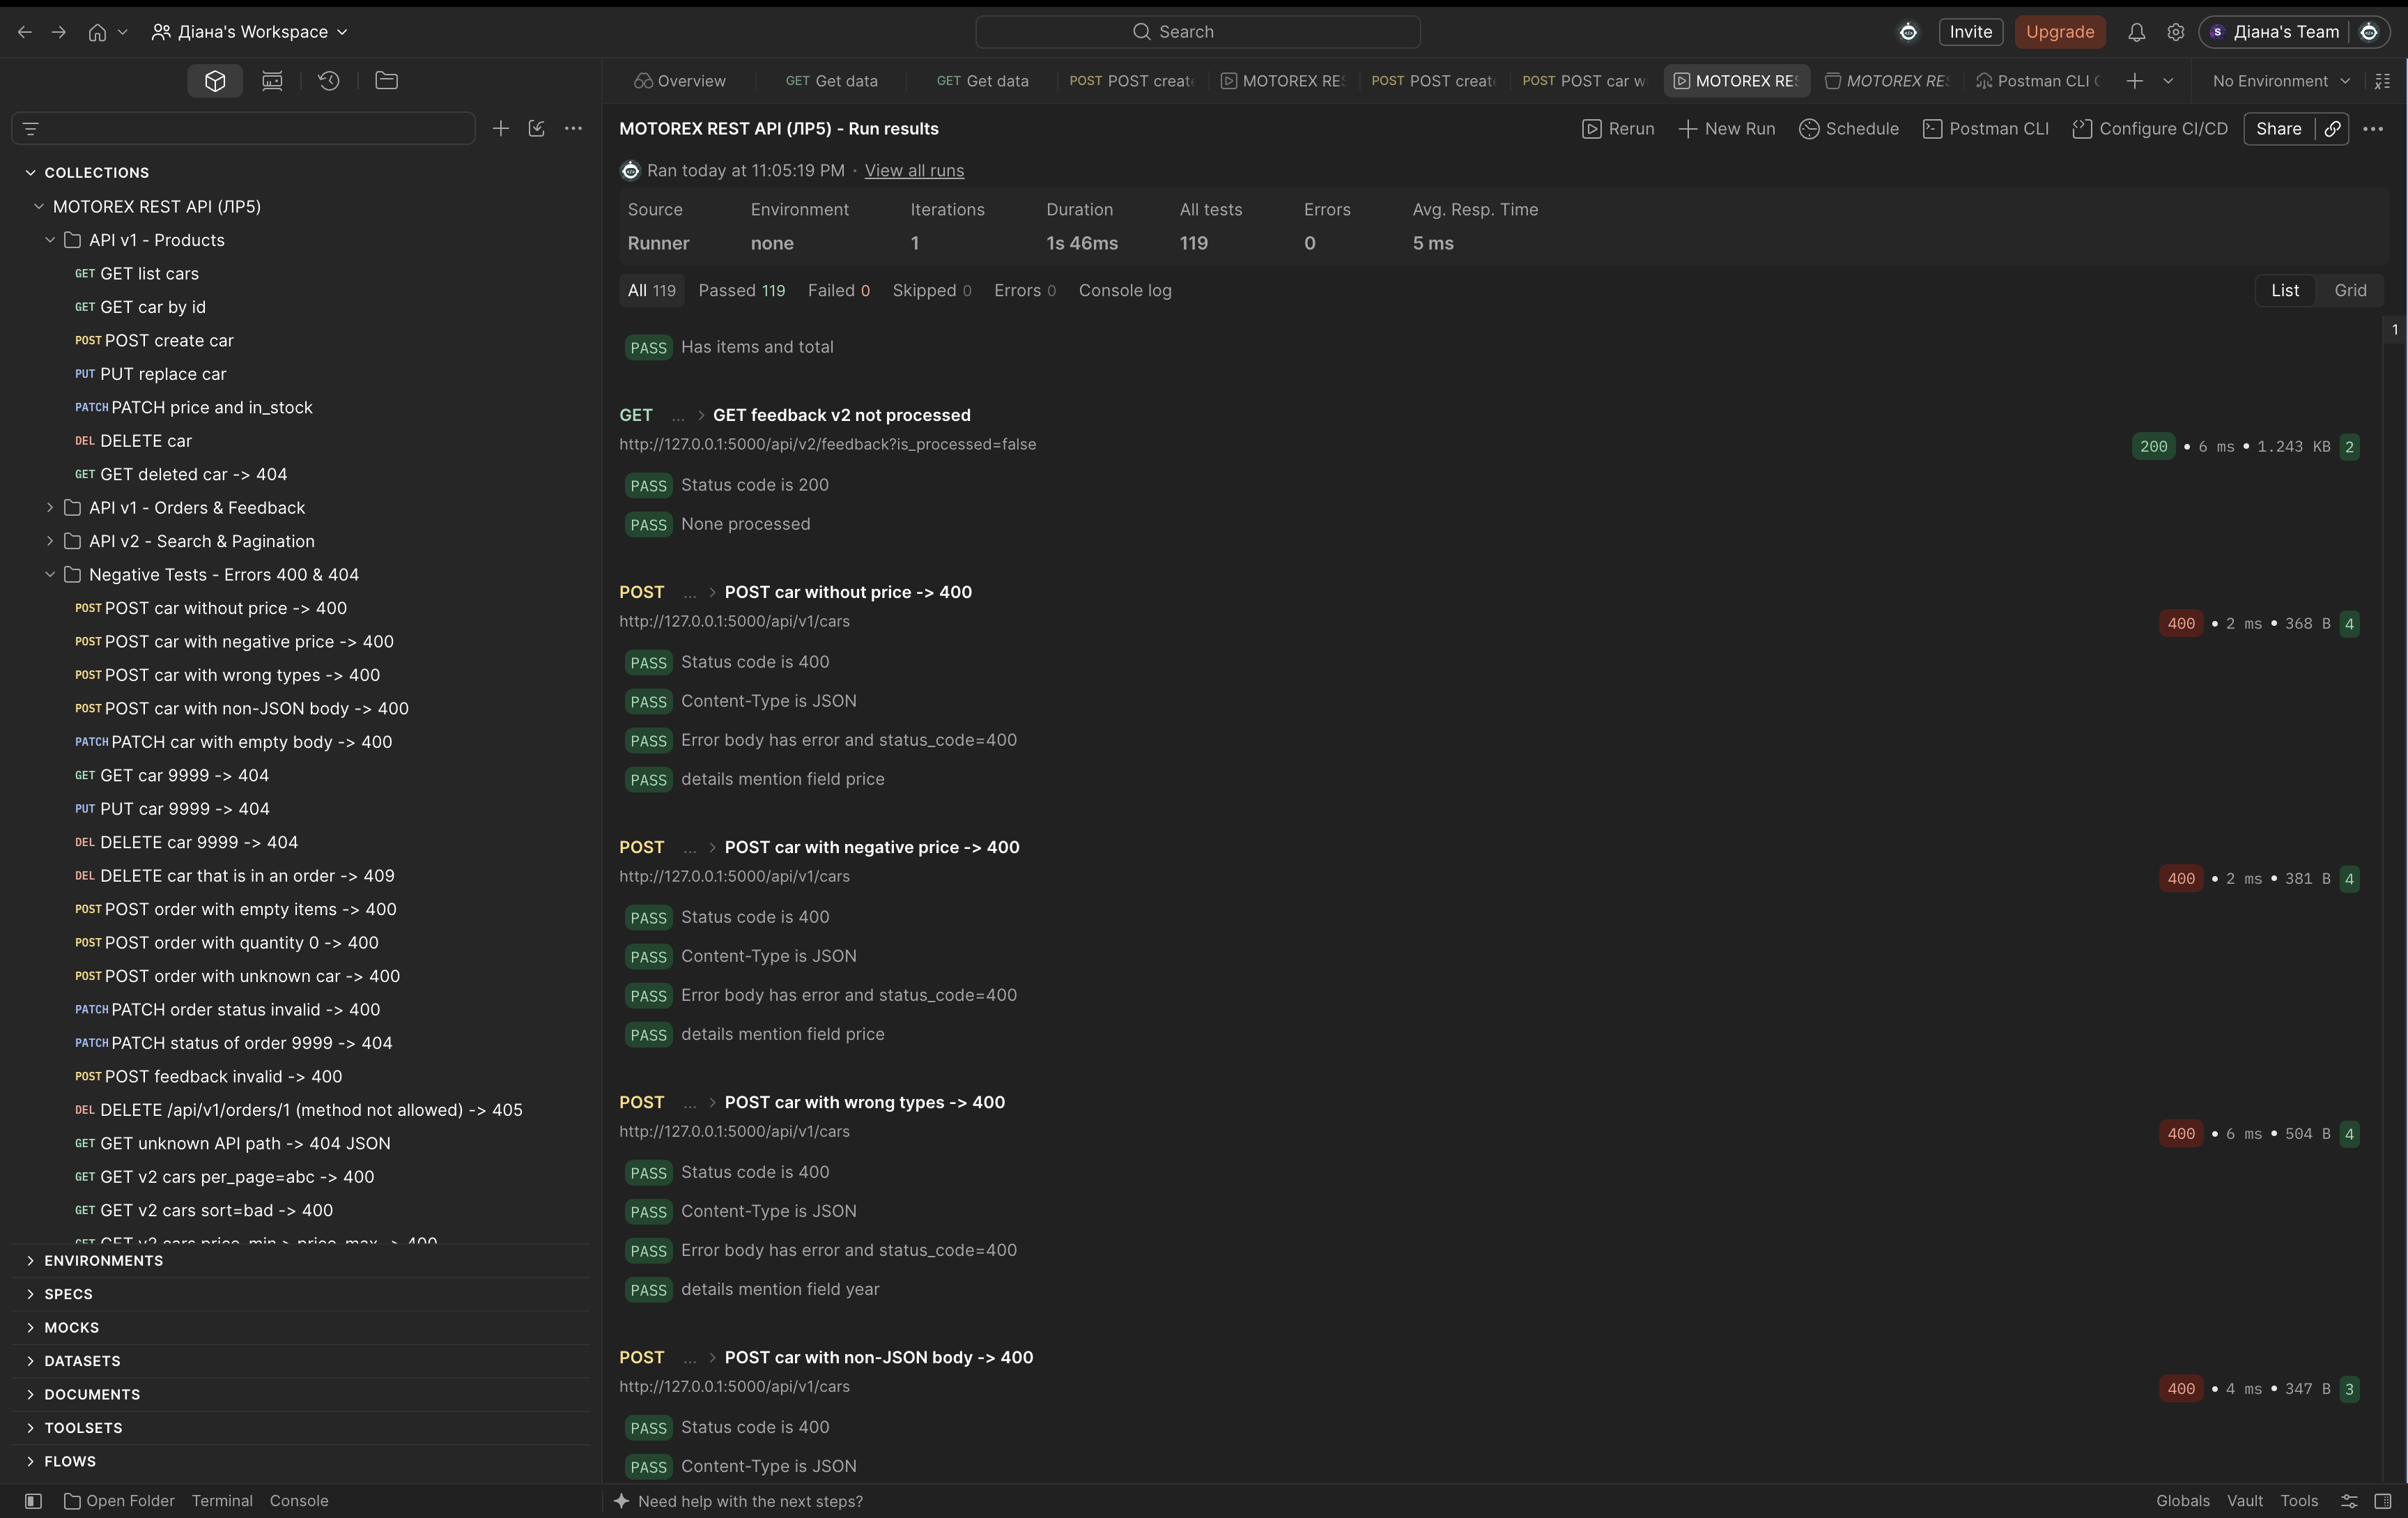 Діана's Workspace
Search
Invite
Upgrade
S Діана's Team
Overview
GET Get data
GET Get data
POST POST creat
MOTOREX RE
POST POST creat
POST POST car w
MOTOREX RE
MOTOREX RE
Postman CLI
No Environment
COLLECTIONS
MOTOREX REST API (ЛР5)
API v1 - Products
GET GET list cars
GET GET car by id
POST POST create car
PUT PUT replace car
PATCH PATCH price and in_stock
DEL DELETE car
GET GET deleted car -> 404
API v1 - Orders & Feedback
API v2 - Search & Pagination
Negative Tests - Errors 400 & 404
POST POST car without price -> 400
POST POST car with negative price -> 400
POST POST car with wrong types -> 400
POST POST car with non-JSON body -> 400
PATCH PATCH car with empty body -> 400
GET GET car 9999 -> 404
PUT PUT car 9999 -> 404
DEL DELETE car 9999 -> 404
DEL DELETE car that is in an order -> 409
POST POST order with empty items -> 400
POST POST order with quantity 0 -> 400
POST POST order with unknown car -> 400
PATCH PATCH order status invalid -> 400
PATCH PATCH status of order 9999 -> 404
POST POST feedback invalid -> 400
DEL DELETE /api/v1/orders/1 (method not allowed) -> 405
GET GET unknown API path -> 404 JSON
GET GET v2 cars per_page=abc -> 400
GET GET v2 cars sort=bad -> 400
GET GET v2 cars price_min > price_max -> 400
ENVIRONMENTS
SPECS
MOCKS
DATASETS
DOCUMENTS
TOOLSETS
FLOWS
MOTOREX REST API (ЛР5) - Run results
Rerun
New Run
Schedule
Postman CLI
Configure CI/CD
Share
Ran today at 11:05:19 PM · View all runs
Source Environment Iterations Duration All tests Errors Avg. Resp. Time
Runner none 1 1s 46ms 119 0 5 ms
All 119 Passed 119 Failed 0 Skipped 0 Errors 0 Console log
List Grid
1
PASS Has items and total
GET ... > GET feedback v2 not processed
http://127.0.0.1:5000/api/v2/feedback?is_processed=false
200 • 6 ms • 1.243 KB 2
PASS Status code is 200
PASS None processed
POST ... > POST car without price -> 400
http://127.0.0.1:5000/api/v1/cars
400 • 2 ms • 368 B 4
PASS Status code is 400
PASS Content-Type is JSON
PASS Error body has error and status_code=400
PASS details mention field price
POST ... > POST car with negative price -> 400
http://127.0.0.1:5000/api/v1/cars
400 • 2 ms • 381 B 4
PASS Status code is 400
PASS Content-Type is JSON
PASS Error body has error and status_code=400
PASS details mention field price
POST ... > POST car with wrong types -> 400
http://127.0.0.1:5000/api/v1/cars
400 • 6 ms • 504 B 4
PASS Status code is 400
PASS Content-Type is JSON
PASS Error body has error and status_code=400
PASS details mention field year
POST ... > POST car with non-JSON body -> 400
http://127.0.0.1:5000/api/v1/cars
400 • 4 ms • 347 B 3
PASS Status code is 400
PASS Content-Type is JSON
Open Folder Terminal Console
Need help with the next steps?
Globals Vault Tools